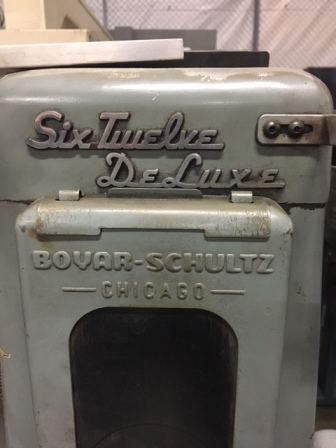 Six Twelve
DeLuxe
BOYAR-SCHULTZ
CHICAGO